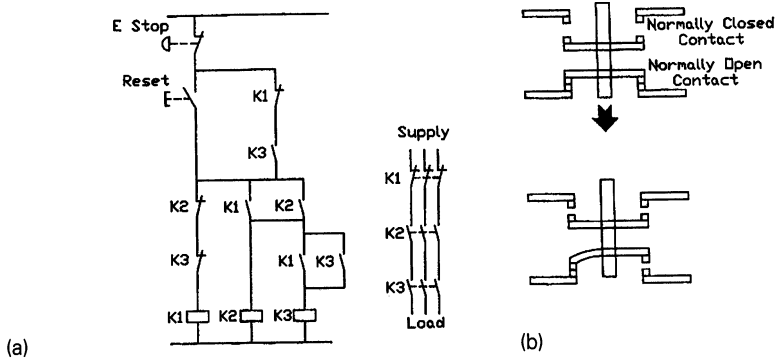 E Stop
Reset
K1
K3
K2
K1
K2
K3
K1
K3
K1
K2
K3
Supply
K1
K2
K3
Load
(a)
Normally Closed
Contact
Normally Open
Contact
(b)